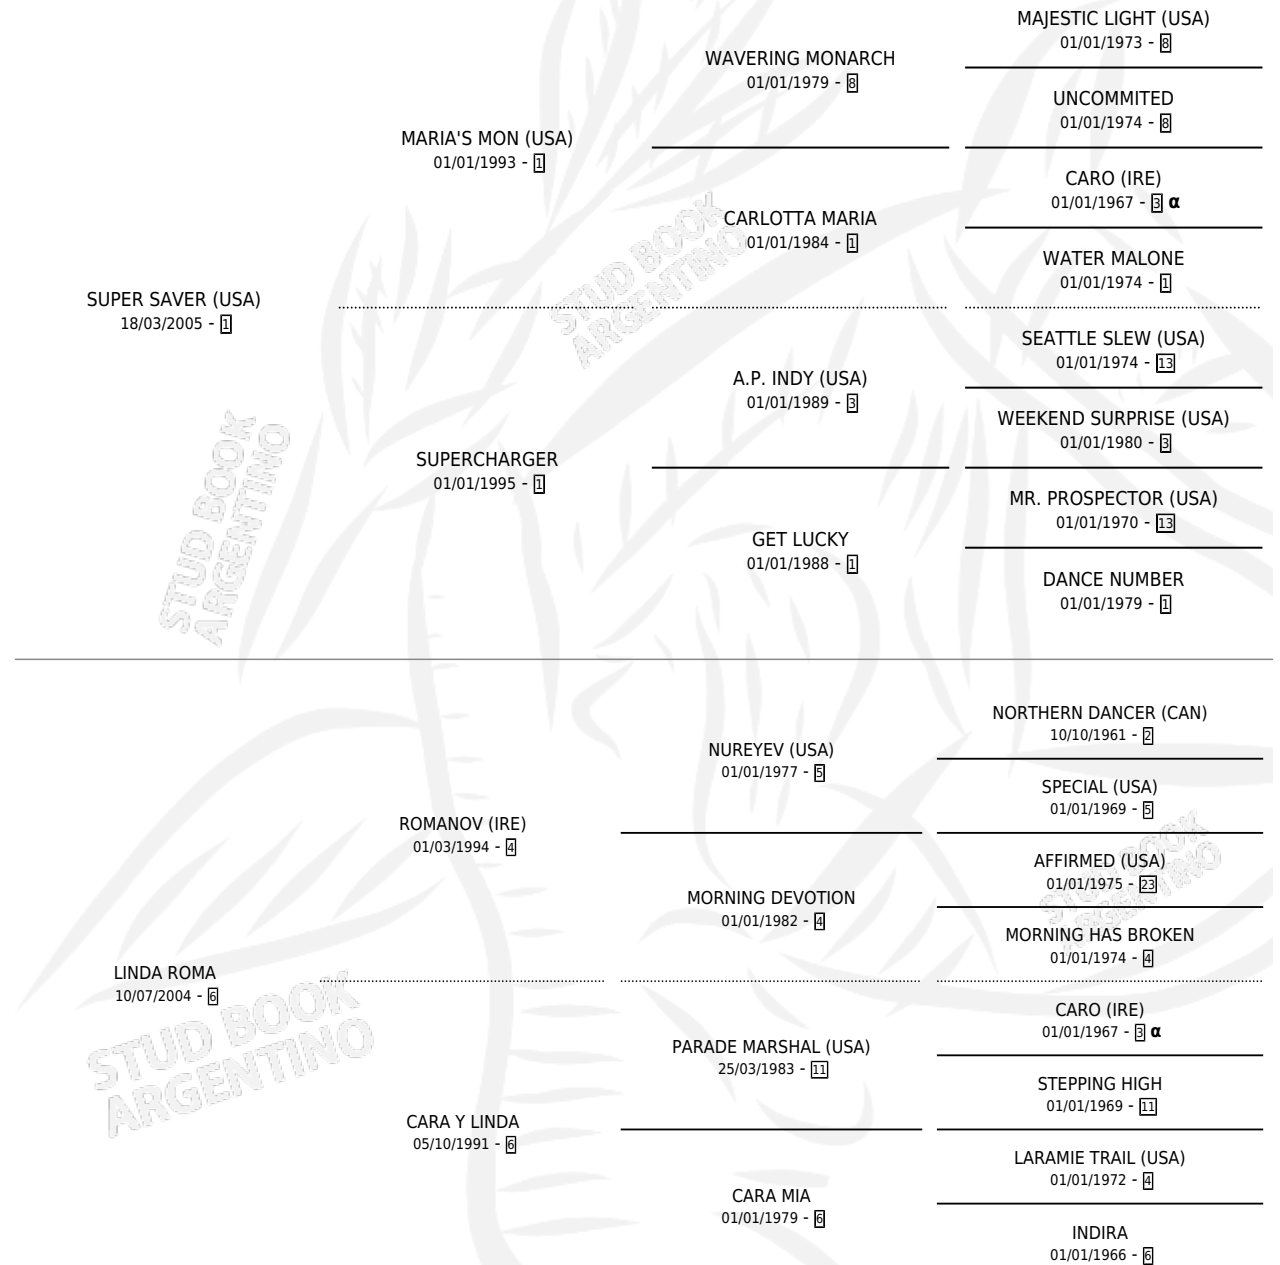 MAJESTIC LIGHT (USA)
01/01/1973 - 8
WAVERING MONARCH
01/01/1979 - 8
UNCOMMITED
01/01/1974 - 8
MARIA'S MON (USA)
01/01/1993 - 1
CARO (IRE)
01/01/1967 - 3 α
CARLOTTA MARIA
01/01/1984 - 1
WATER MALONE
01/01/1974 - 1
SUPER SAVER (USA)
18/03/2005 - 1
SEATTLE SLEW (USA)
01/01/1974 - 13
A.P. INDY (USA)
01/01/1989 - 3
WEEKEND SURPRISE (USA)
01/01/1980 - 3
SUPERCHARGER
01/01/1995 - 1
MR. PROSPECTOR (USA)
01/01/1970 - 13
GET LUCKY
01/01/1988 - 1
DANCE NUMBER
01/01/1979 - 1
NORTHERN DANCER (CAN)
10/10/1961 - 2
NUREYEV (USA)
01/01/1977 - 5
SPECIAL (USA)
01/01/1969 - 5
ROMANOV (IRE)
01/03/1994 - 4
AFFIRMED (USA)
01/01/1975 - 23
MORNING DEVOTION
01/01/1982 - 4
MORNING HAS BROKEN
01/01/1974 - 4
LINDA ROMA
10/07/2004 - 6
CARO (IRE)
01/01/1967 - 3 α
PARADE MARSHAL (USA)
25/03/1983 - 11
STEPPING HIGH
01/01/1969 - 11
CARA Y LINDA
05/10/1991 - 6
LARAMIE TRAIL (USA)
01/01/1972 - 4
CARA MIA
01/01/1979 - 6
INDIRA
01/01/1966 - 6
STUD BOOK
ARGENTINO
STUD BOOK
ARGENTINO
STUD BOOK
ARGENTINO
STUD BOOK
ARGENTINO